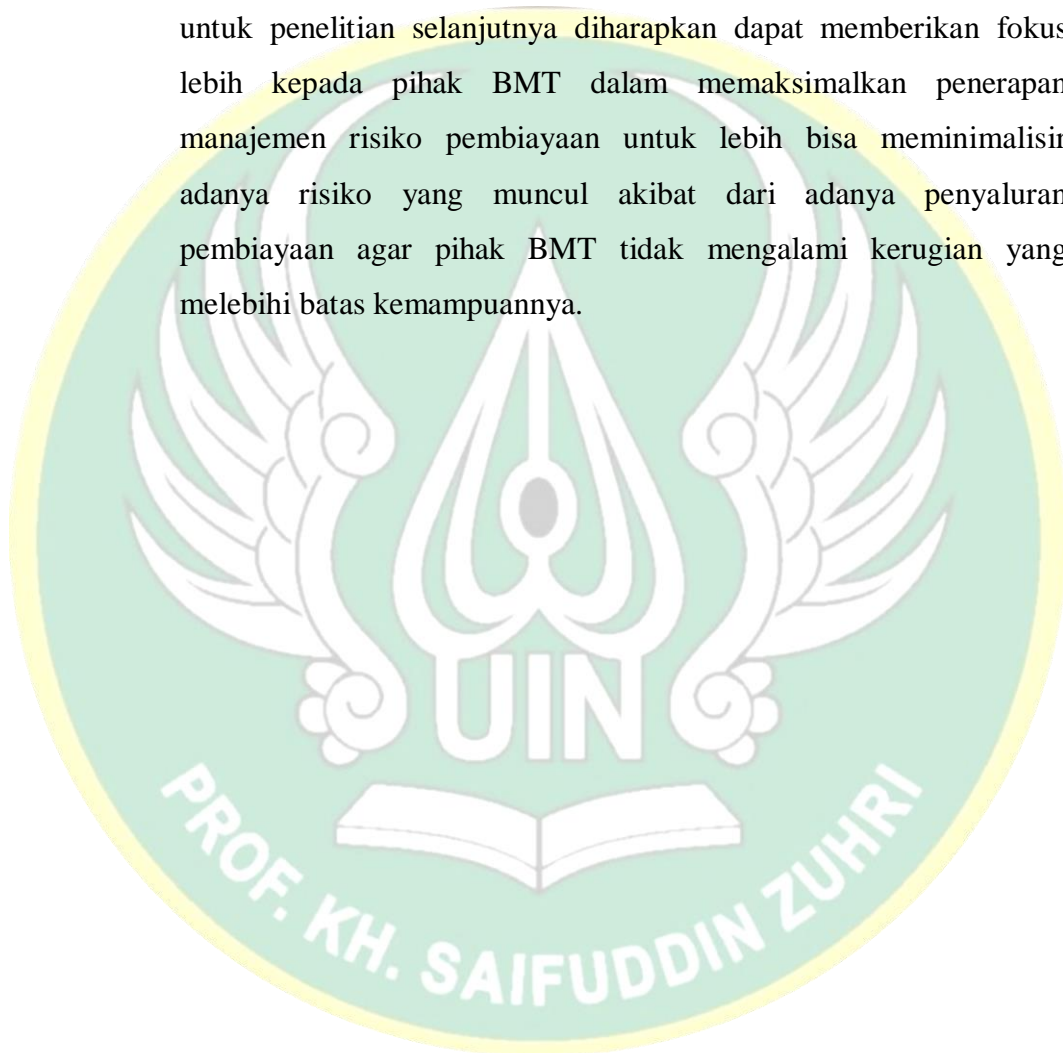 untuk penelitian selanjutnya diharapkan dapat memberikan fokus
lebih kepada pihak BMT dalam memaksimalkan penerapan
manajemen risiko pembiayaan untuk lebih bisa meminimalisir
adanya risiko yang muncul akibat dari adanya penyaluran
pembiayaan agar pihak BMT tidak mengalami kerugian yang
melebihi batas kemampuannya.
UIN
PROF. KH. SAIFUDDIN ZUHRI